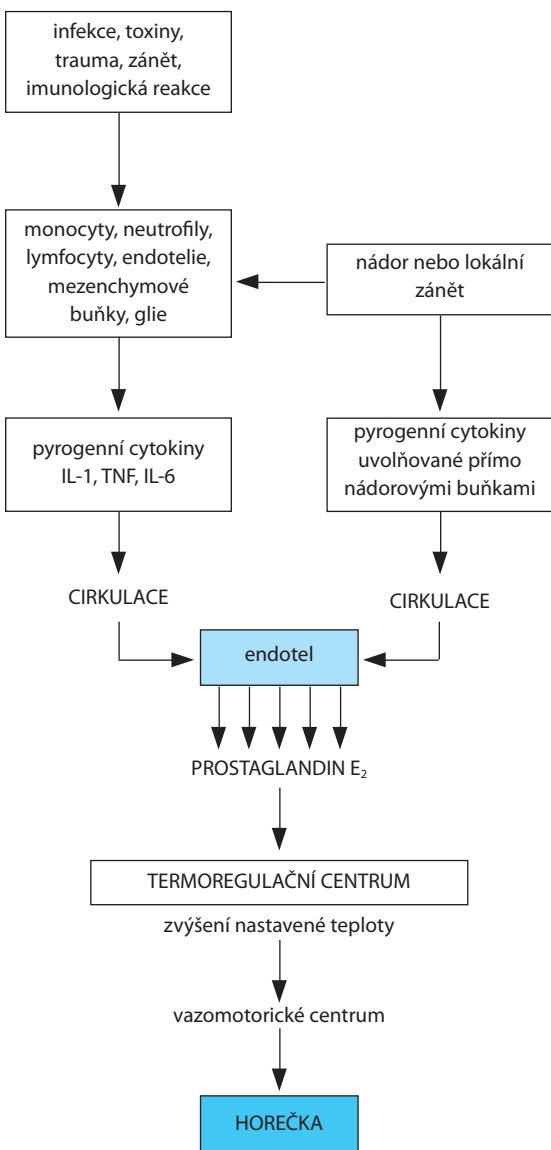 infekce, toxiny,
trauma, zánět,
imunologická reakce
monocyty, neutrofily,
lymfocyty, endotelie,
mezenchymové
buňky, glie
nádor nebo lokální
zánět
pyrogenní cytokiny
IL-1, TNF, IL-6
pyrogenní cytokiny
uvolňované přímo
nádorovými buňkami
CIRKULACE
CIRKULACE
endotel
PROSTAGLANDIN E₂
TERMOREGULAČNÍ CENTRUM
zvýšení nastavené teploty
vazomotorické centrum
HOREČKA